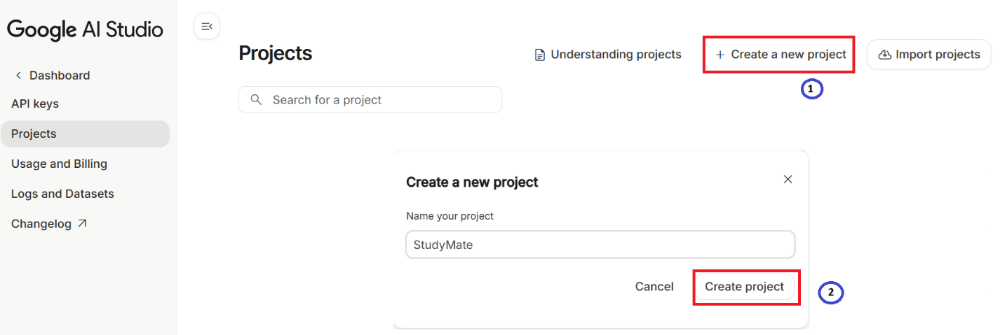 Google AI Studio
Dashboard
API keys
Projects
Usage and Billing
Logs and Datasets
Changelog
Projects
Understanding projects
+ Create a new project
Import projects
1
Search for a project
Create a new project
Name your project
StudyMate
Cancel
Create project
2